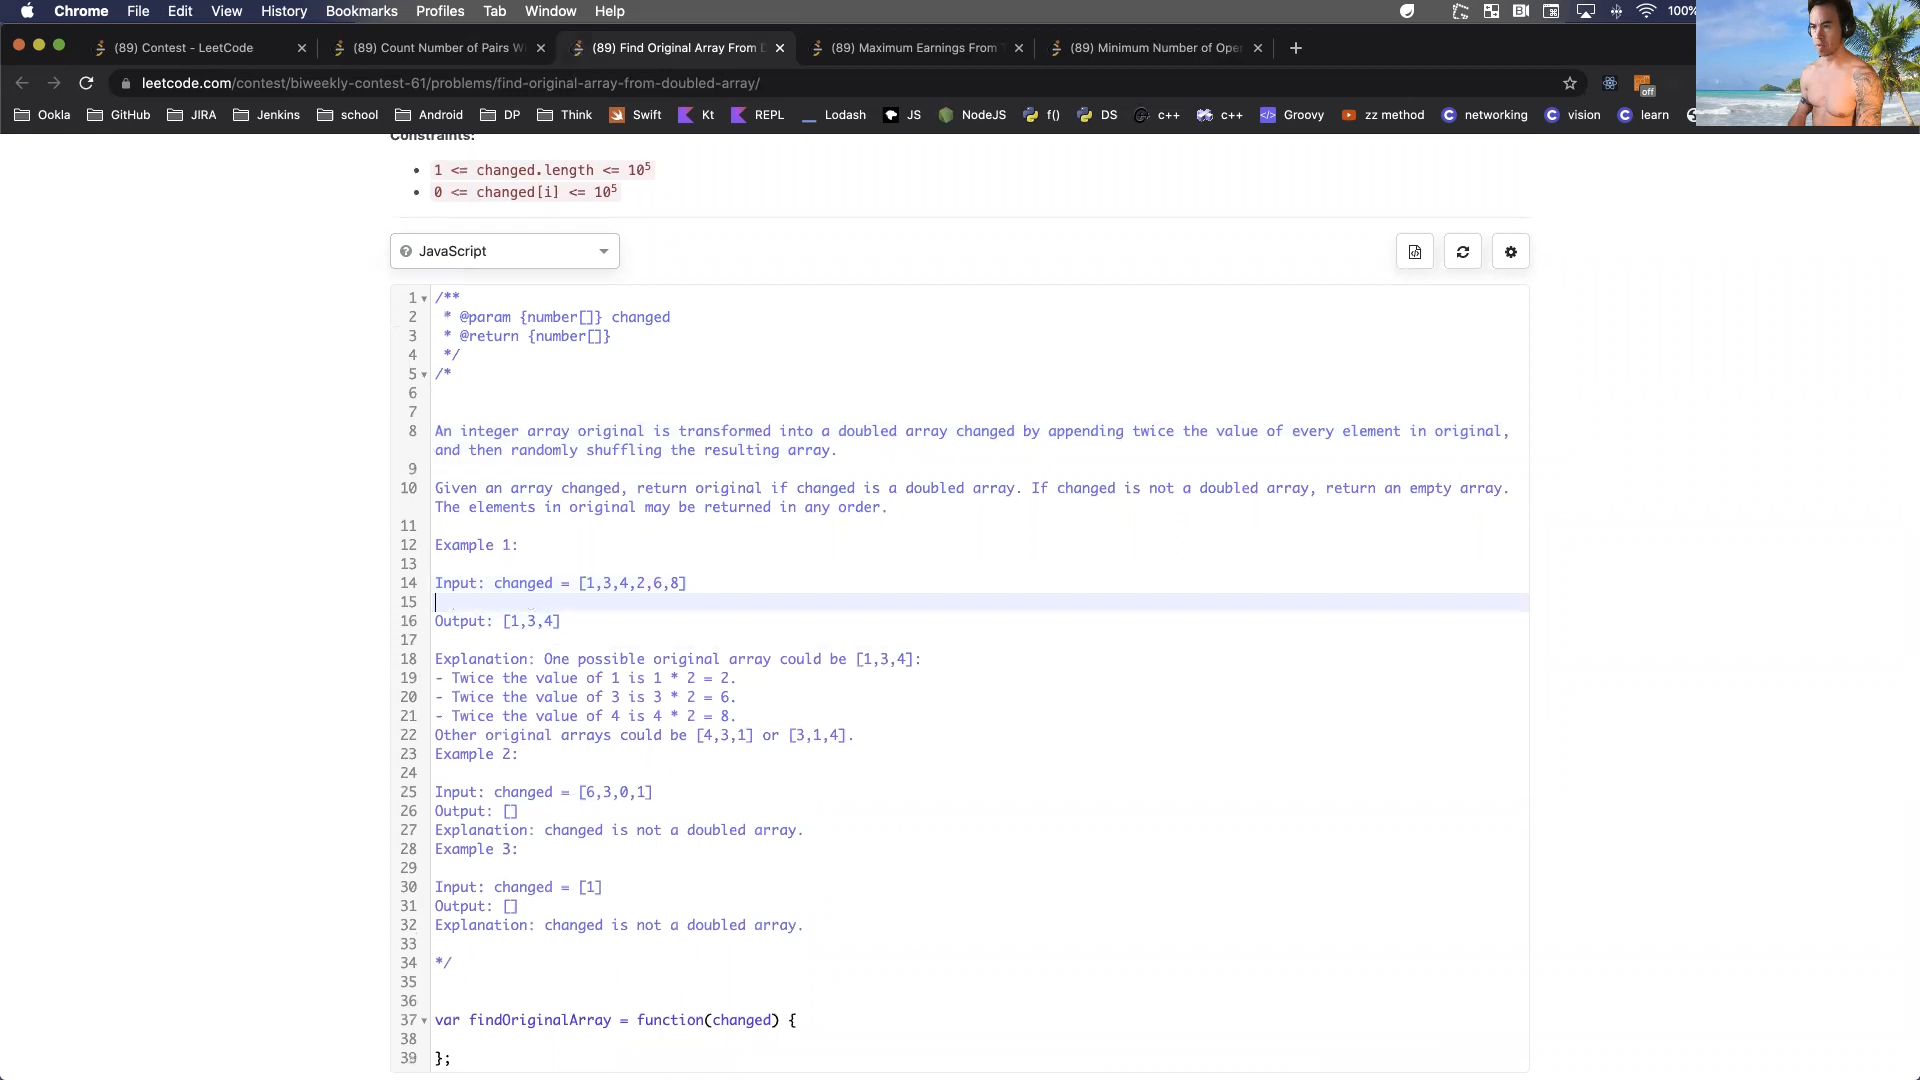 Chrome File Edit View History Bookmarks Profiles Tab Window Help 100%
(89) Contest - LeetCode (89) Count Number of Pairs W (89) Find Original Array From D (89) Maximum Earnings From T (89) Minimum Number of Oper
leetcode.com/contest/biweekly-contest-61/problems/find-original-array-from-doubled-array/ off
Ookla GitHub JIRA Jenkins school Android DP Think Swift Kt REPL Lodash JS NodeJS f() DS c++ c++ Groovy zz method networking vision learn
Constraints:
1 <= changed.length <= 10⁵
0 <= changed[i] <= 10⁵
JavaScript
1 /**
2  * @param {number[]} changed
3  * @return {number[]}
4  */
5 /*
6
7
8 An integer array original is transformed into a doubled array changed by appending twice the value of every element in original,
and then randomly shuffling the resulting array.
9
10 Given an array changed, return original if changed is a doubled array. If changed is not a doubled array, return an empty array.
The elements in original may be returned in any order.
11
12 Example 1:
13
14 Input: changed = [1,3,4,2,6,8]
15
16 Output: [1,3,4]
17
18 Explanation: One possible original array could be [1,3,4]:
19 - Twice the value of 1 is 1 * 2 = 2.
20 - Twice the value of 3 is 3 * 2 = 6.
21 - Twice the value of 4 is 4 * 2 = 8.
22 Other original arrays could be [4,3,1] or [3,1,4].
23 Example 2:
24
25 Input: changed = [6,3,0,1]
26 Output: []
27 Explanation: changed is not a doubled array.
28 Example 3:
29
30 Input: changed = [1]
31 Output: []
32 Explanation: changed is not a doubled array.
33
34 */
35
36
37 var findOriginalArray = function(changed) {
38
39 };